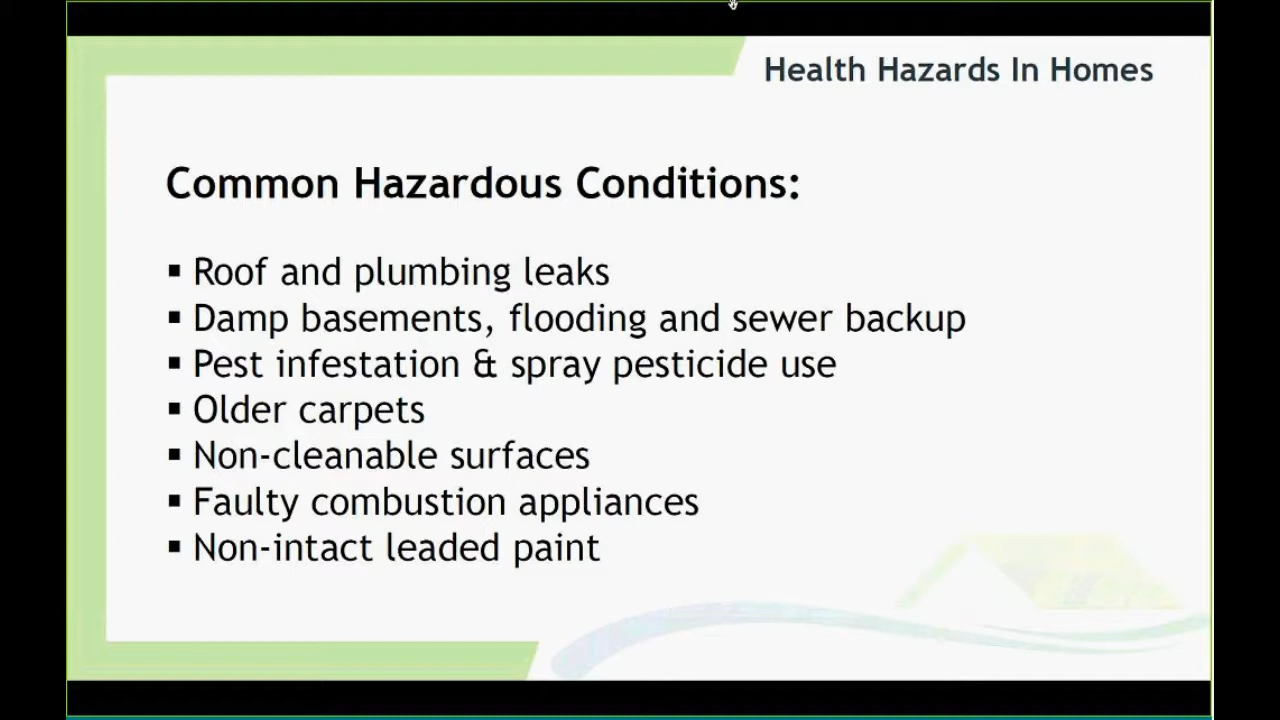 Health Hazards In Homes
Common Hazardous Conditions:
▪ Roof and plumbing leaks
▪ Damp basements, flooding and sewer backup
▪ Pest infestation & spray pesticide use
▪ Older carpets
▪ Non-cleanable surfaces
▪ Faulty combustion appliances
▪ Non-intact leaded paint